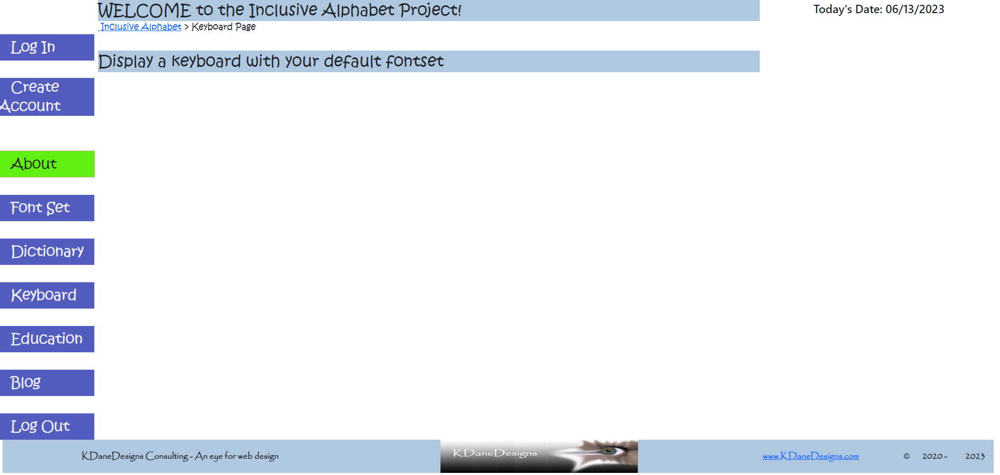 WELCOME to the Inclusive Alphabet Project!
Today's Date: 06/13/2023
Inclusive Alphabet > Keyboard Page
Log In
Display a keyboard with your default fontset
Create
Account
About
Font Set
Dictionary
Keyboard
Education
Blog
Log Out
KDaneDesigns Consulting - An eye for web design
KDaneDesigns
www.KDaneDesigns.com
© 2020 - 2023